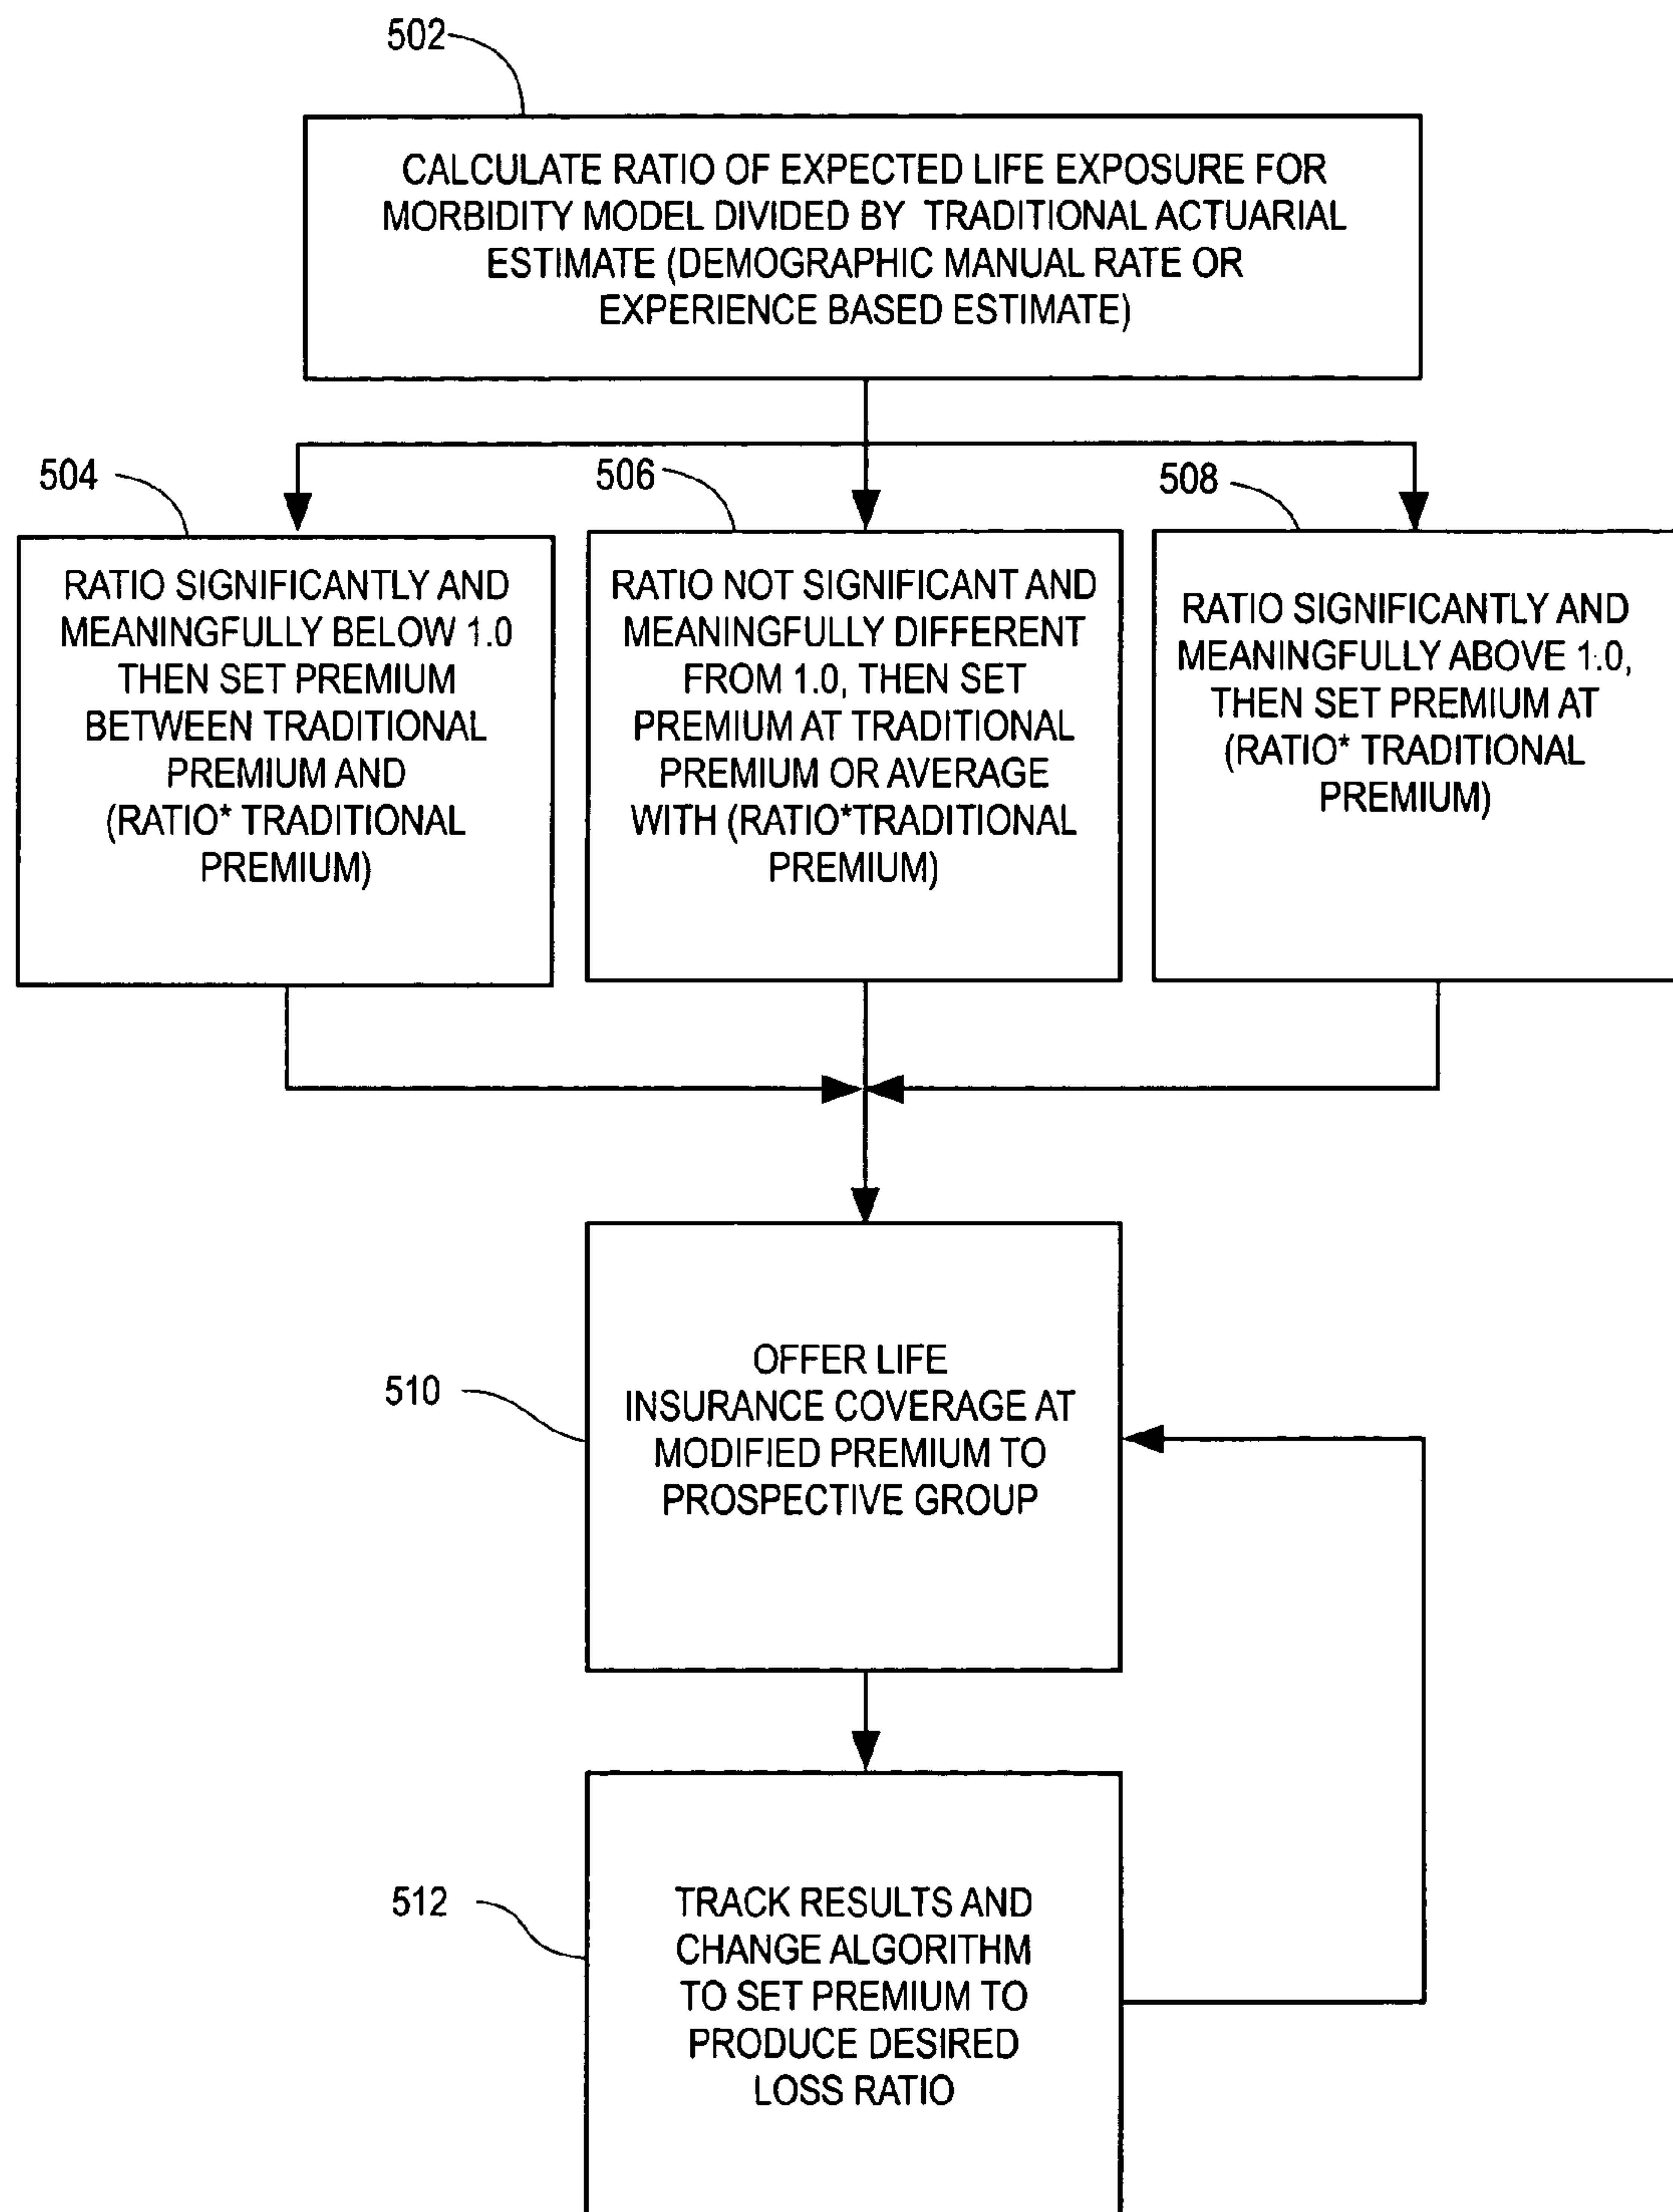 502
CALCULATE RATIO OF EXPECTED LIFE EXPOSURE FOR
MORBIDITY MODEL DIVIDED BY TRADITIONAL ACTUARIAL
ESTIMATE (DEMOGRAPHIC MANUAL RATE OR
EXPERIENCE BASED ESTIMATE)
504
RATIO SIGNIFICANTLY AND
MEANINGFULLY BELOW 1.0
THEN SET PREMIUM
BETWEEN TRADITIONAL
PREMIUM AND
(RATIO* TRADITIONAL
PREMIUM)
506
RATIO NOT SIGNIFICANT AND
MEANINGFULLY DIFFERENT
FROM 1.0, THEN SET
PREMIUM AT TRADITIONAL
PREMIUM OR AVERAGE
WITH (RATIO*TRADITIONAL
PREMIUM)
508
RATIO SIGNIFICANTLY AND
MEANINGFULLY ABOVE 1.0,
THEN SET PREMIUM AT
(RATIO* TRADITIONAL
PREMIUM)
510
OFFER LIFE
INSURANCE COVERAGE AT
MODIFIED PREMIUM TO
PROSPECTIVE GROUP
512
TRACK RESULTS AND
CHANGE ALGORITHM
TO SET PREMIUM TO
PRODUCE DESIRED
LOSS RATIO